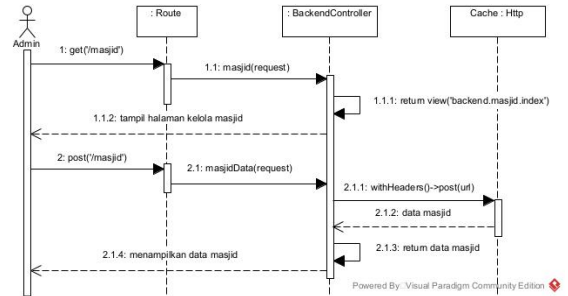 : Route
: BackendController
Cache : Http
Admin
1: get('/masjid')
1.1: masjid(request)
1.1.1: return view('backend.masjid.index')
1.1.2: tampil halaman kelola masjid
2: post('/masjid')
2.1: masjidData(request)
2.1.1: withHeaders()->post(url)
2.1.2: data masjid
2.1.3: return data masjid
2.1.4: menampilkan data masjid
Powered By Visual Paradigm Community Edition